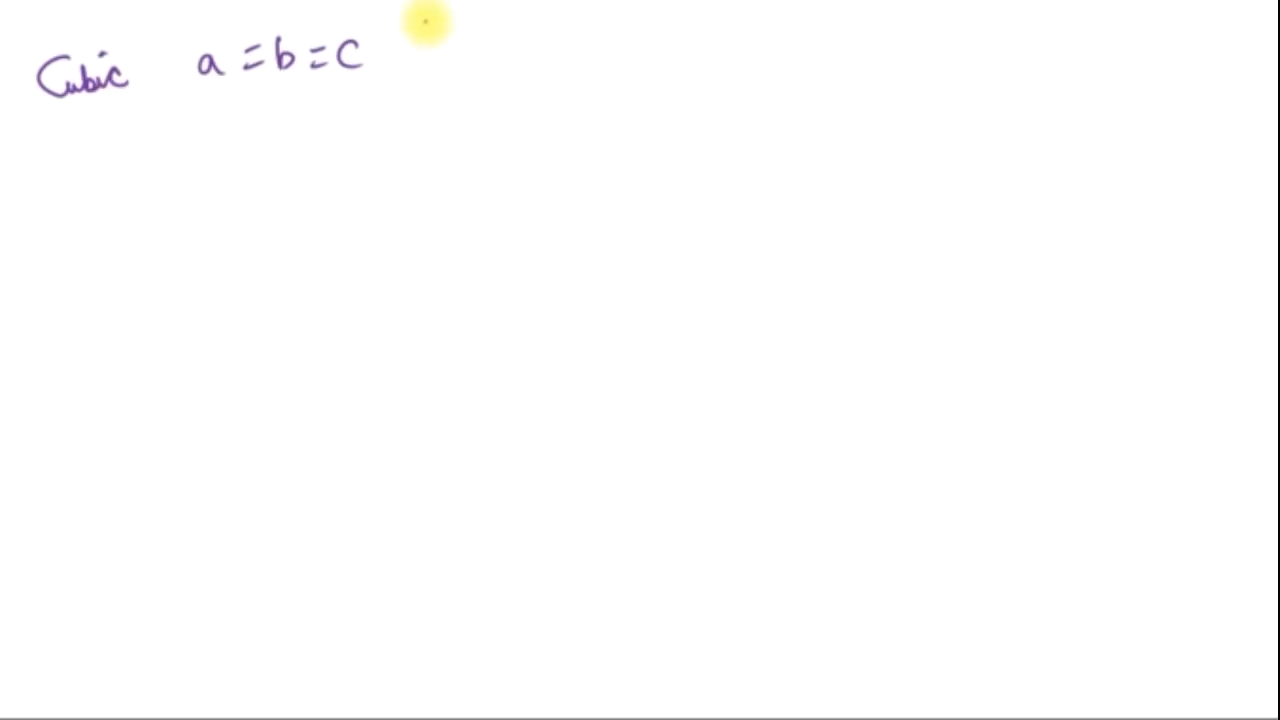 Cubic a = b = c